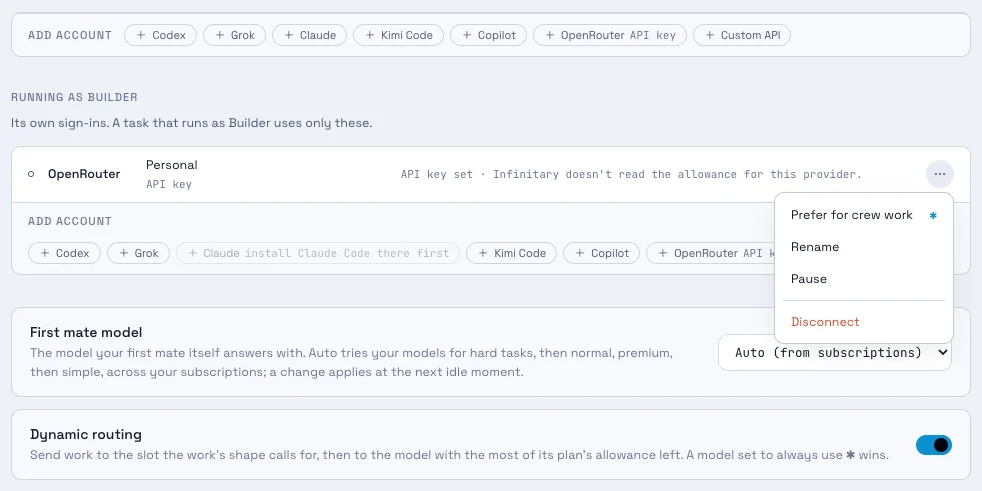 ADD ACCOUNT + Codex + Grok + Claude + Kimi Code + Copilot + OpenRouter API key + Custom API
RUNNING AS BUILDER
Its own sign-ins. A task that runs as Builder uses only these.
OpenRouter Personal
API key
API key set · Infinitary doesn't read the allowance for this provider. ···
Prefer for crew work ✱
Rename
Pause
Disconnect
ADD ACCOUNT
+ Codex + Grok + Claude install Claude Code there first + Kimi Code + Copilot + OpenRouter API
First mate model
The model your first mate itself answers with. Auto tries your models for hard tasks, then normal, premium,
then simple, across your subscriptions; a change applies at the next idle moment.
Auto (from subscriptions)
Dynamic routing
Send work to the slot the work's shape calls for, then to the model with the most of its plan's allowance left. A model set to always use ✱ wins.